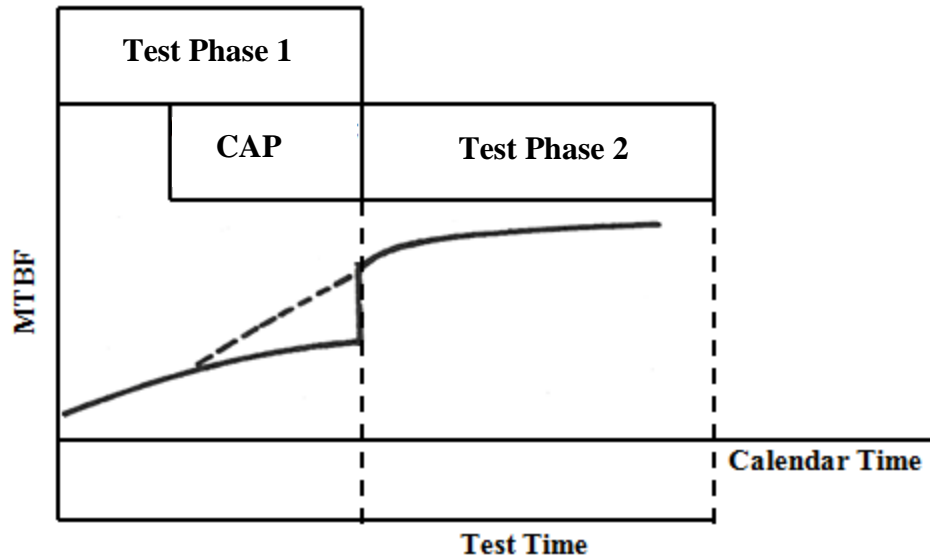 Test Phase 1
CAP
Test Phase 2
MTBF
Calendar Time
Test Time